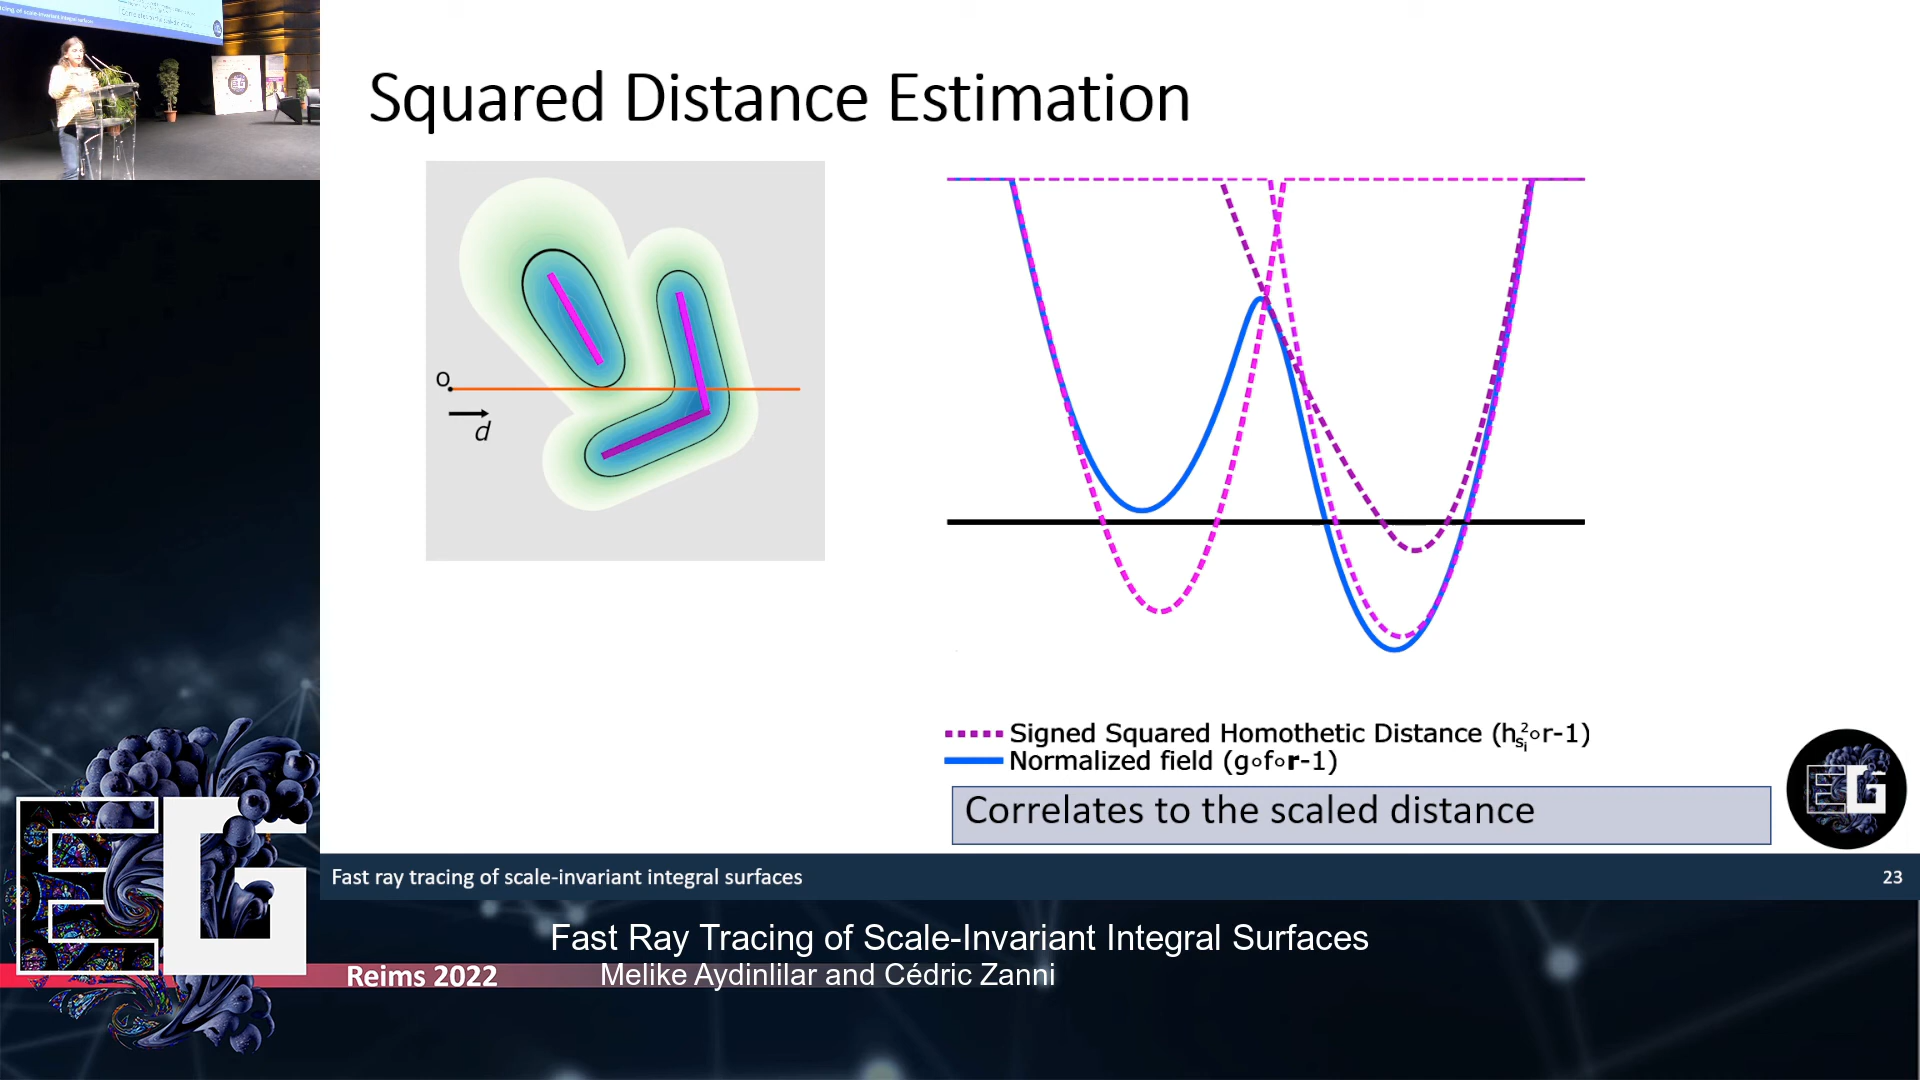 Squared Distance Estimation
o
d
Signed Squared Homothetic Distance (h²sᵢ∘r-1)
Normalized field (g∘f∘r-1)
Correlates to the scaled distance
EG
Fast ray tracing of scale-invariant integral surfaces
23
EG
Fast Ray Tracing of Scale-Invariant Integral Surfaces
Reims 2022
Melike Aydinlilar and Cédric Zanni